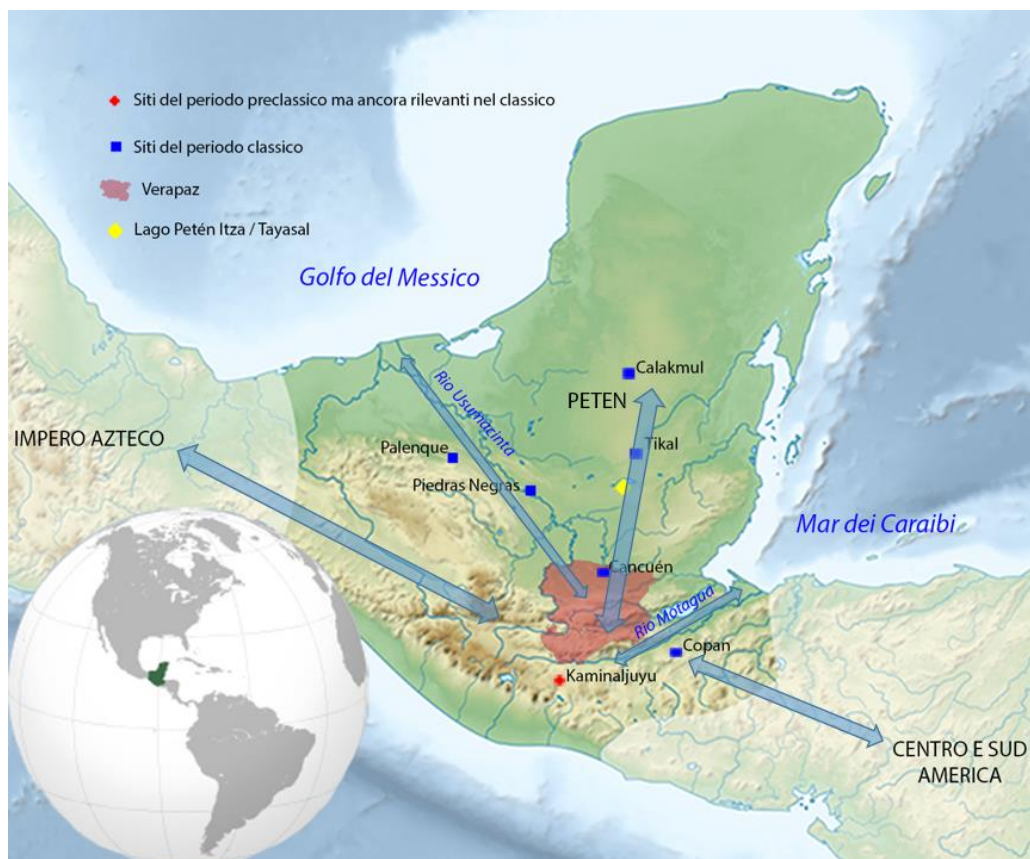 Siti del periodo preclassico ma ancora rilevanti nel classico
Siti del periodo classico
Verapaz
Lago Petén Itza / Tayasal
Golfo del Messico
Calakmul
Rio Usumacinta
PETEN
IMPERO AZTECO
Palenque
Tikal
Piedras Negras
Mar dei Caraibi
Cancuén
Rio Motagua
Copan
Kaminaljuyu
CENTRO E SUD
AMERICA